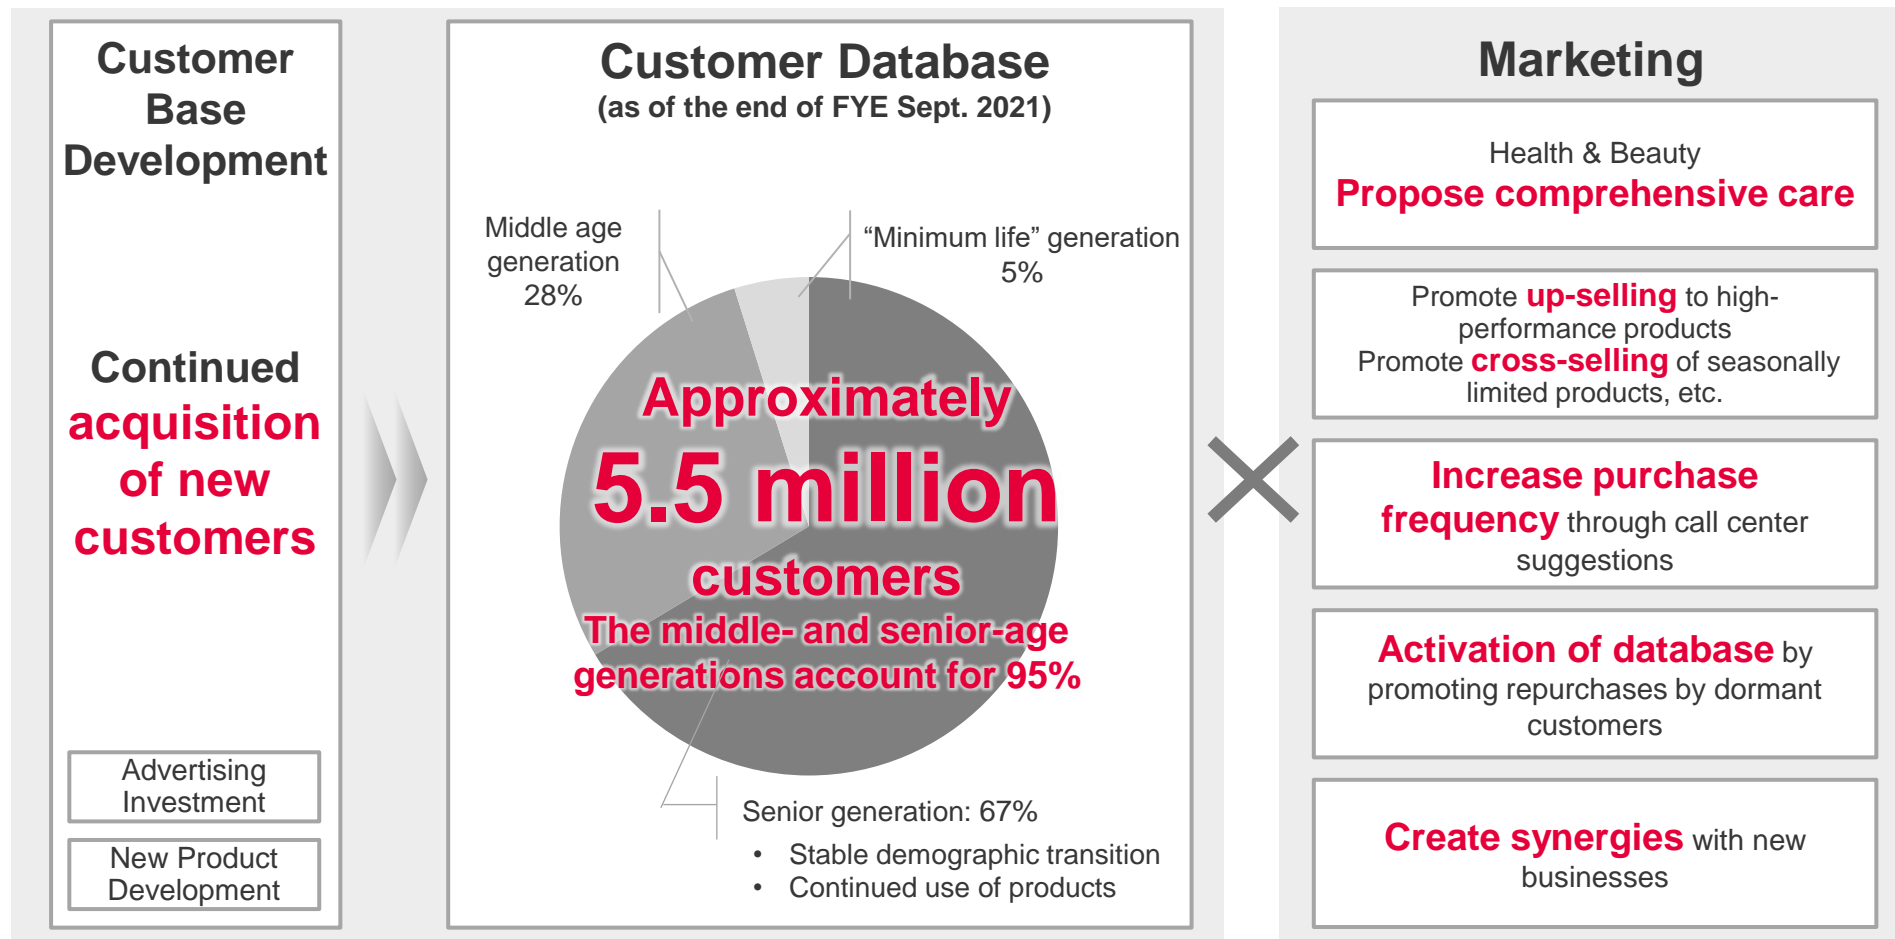 Customer
Base
Development
Continued
acquisition
of new
customers
Advertising
Investment
New Product
Development
Customer Database
(as of the end of FYE Sept. 2021)
Middle age
generation
28%
“Minimum life” generation
5%
Approximately
5.5 million
customers
The middle- and senior-age
generations account for 95%
Senior generation: 67%
• Stable demographic transition
• Continued use of products
Marketing
Health & Beauty
Propose comprehensive care
Promote up-selling to high-
performance products
Promote cross-selling of seasonally
limited products, etc.
Increase purchase
frequency through call center
suggestions
Activation of database by
promoting repurchases by dormant
customers
Create synergies with new
businesses